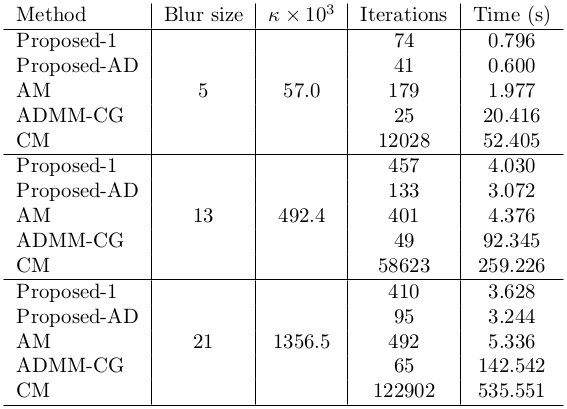 Method Blur size κ × 10³ Iterations Time (s)
Proposed-1 74 0.796
Proposed-AD 41 0.600
AM 5 57.0 179 1.977
ADMM-CG 25 20.416
CM 12028 52.405
Proposed-1 457 4.030
Proposed-AD 133 3.072
AM 13 492.4 401 4.376
ADMM-CG 49 92.345
CM 58623 259.226
Proposed-1 410 3.628
Proposed-AD 95 3.244
AM 21 1356.5 492 5.336
ADMM-CG 65 142.542
CM 122902 535.551